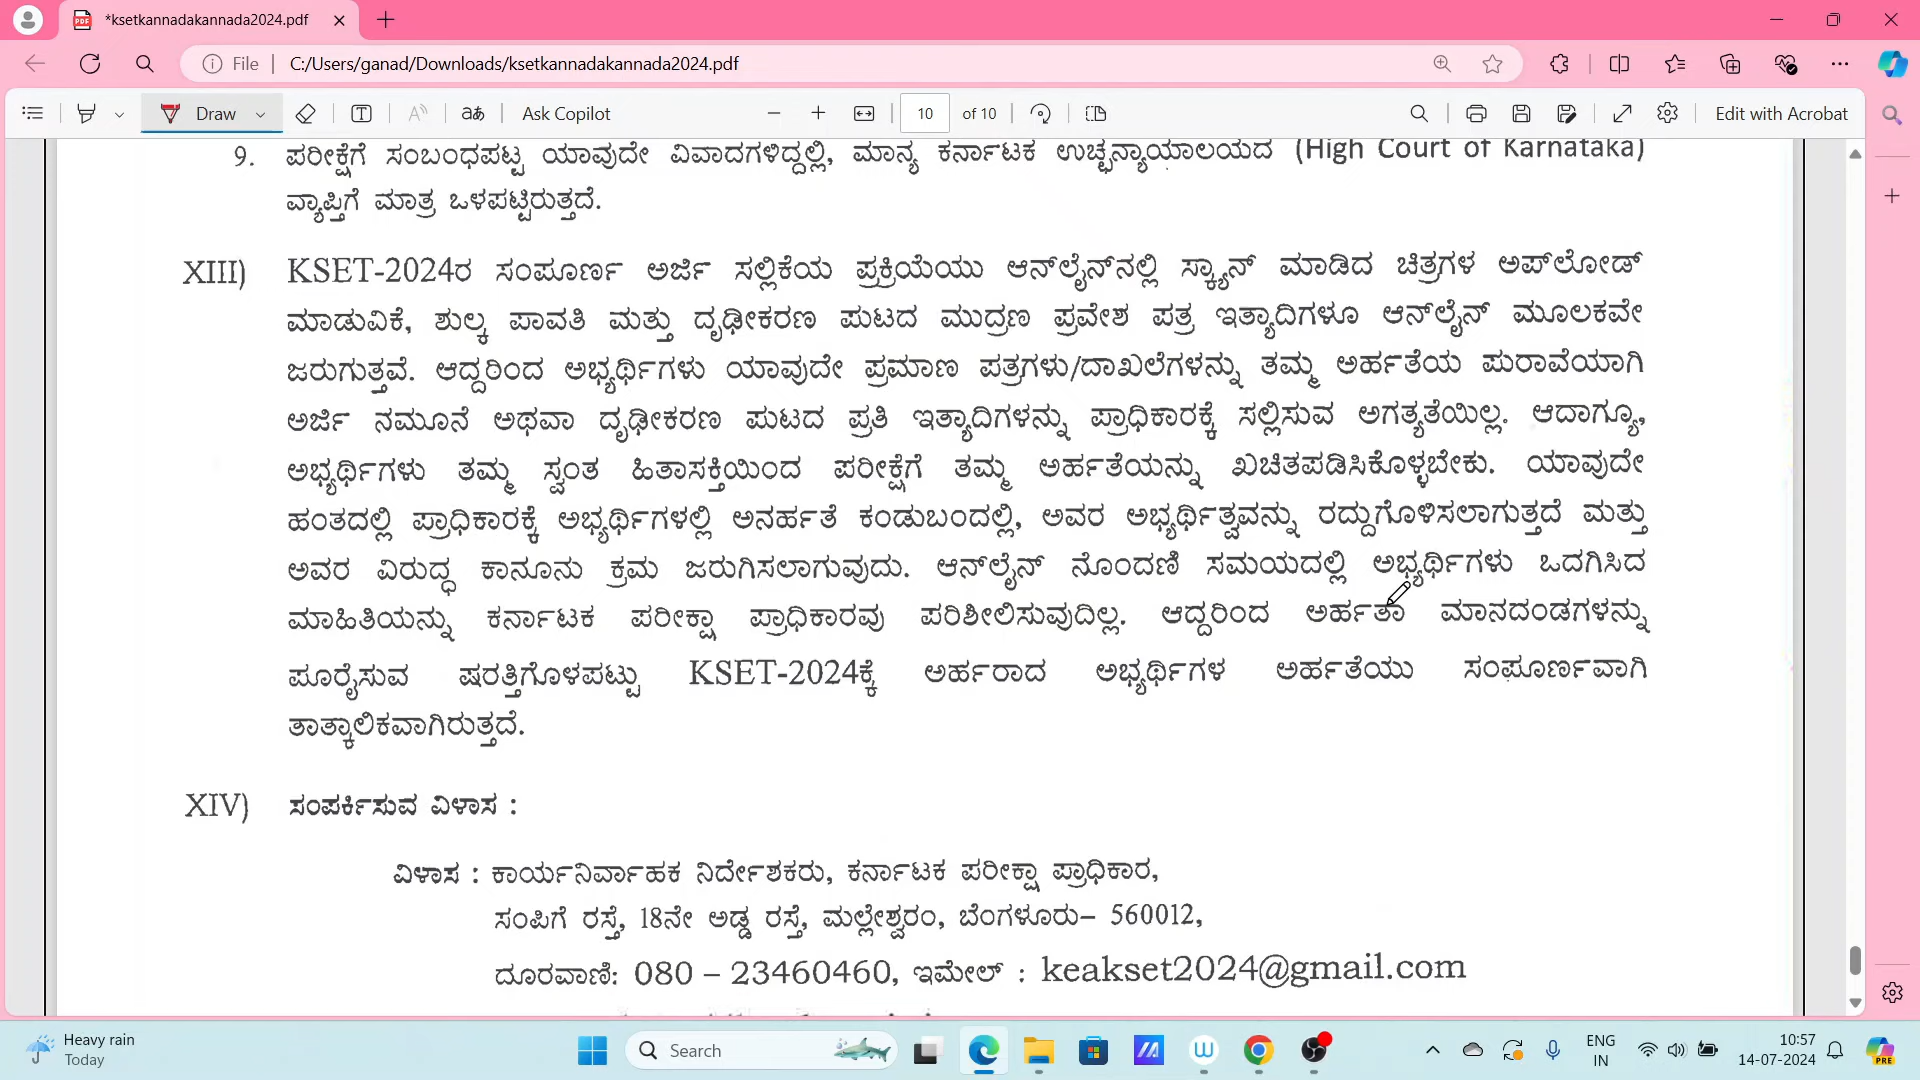 *ksetkannadakannada2024.pdf
File
C:/Users/ganad/Downloads/ksetkannadakannada2024.pdf
Draw
aあ
Ask Copilot
10 of 10
Edit with Acrobat
9. ಪರೀಕ್ಷೆಗೆ ಸಂಬಂಧಪಟ್ಟ ಯಾವುದೇ ವಿವಾದಗಳಿದ್ದಲ್ಲಿ, ಮಾನ್ಯ ಕರ್ನಾಟಕ ಉಚ್ಛನ್ಯಾಯಾಲಯದ (High Court of Karnataka)
ವ್ಯಾಪ್ತಿಗೆ ಮಾತ್ರ ಒಳಪಟ್ಟಿರುತ್ತದೆ.
XIII) KSET-2024ರ ಸಂಪೂರ್ಣ ಅರ್ಜಿ ಸಲ್ಲಿಕೆಯ ಪ್ರಕ್ರಿಯೆಯು ಆನ್‌ಲೈನ್‌ನಲ್ಲಿ ಸ್ಕ್ಯಾನ್ ಮಾಡಿದ ಚಿತ್ರಗಳ ಅಪ್‌ಲೋಡ್
ಮಾಡುವಿಕೆ, ಶುಲ್ಕ ಪಾವತಿ ಮತ್ತು ದೃಢೀಕರಣ ಪುಟದ ಮುದ್ರಣ ಪ್ರವೇಶ ಪತ್ರ ಇತ್ಯಾದಿಗಳೂ ಆನ್‌ಲೈನ್ ಮೂಲಕವೇ
ಜರುಗುತ್ತವೆ. ಆದ್ದರಿಂದ ಅಭ್ಯರ್ಥಿಗಳು ಯಾವುದೇ ಪ್ರಮಾಣ ಪತ್ರಗಳು/ದಾಖಲೆಗಳನ್ನು ತಮ್ಮ ಅರ್ಹತೆಯ ಪುರಾವೆಯಾಗಿ
ಅರ್ಜಿ ನಮೂನೆ ಅಥವಾ ದೃಢೀಕರಣ ಪುಟದ ಪ್ರತಿ ಇತ್ಯಾದಿಗಳನ್ನು ಪ್ರಾಧಿಕಾರಕ್ಕೆ ಸಲ್ಲಿಸುವ ಅಗತ್ಯತೆಯಿಲ್ಲ. ಆದಾಗ್ಯೂ,
ಅಭ್ಯರ್ಥಿಗಳು ತಮ್ಮ ಸ್ವಂತ ಹಿತಾಸಕ್ತಿಯಿಂದ ಪರೀಕ್ಷೆಗೆ ತಮ್ಮ ಅರ್ಹತೆಯನ್ನು ಖಚಿತಪಡಿಸಿಕೊಳ್ಳಬೇಕು. ಯಾವುದೇ
ಹಂತದಲ್ಲಿ ಪ್ರಾಧಿಕಾರಕ್ಕೆ ಅಭ್ಯರ್ಥಿಗಳಲ್ಲಿ ಅನರ್ಹತೆ ಕಂಡುಬಂದಲ್ಲಿ, ಅವರ ಅಭ್ಯರ್ಥಿತ್ವವನ್ನು ರದ್ದುಗೊಳಿಸಲಾಗುತ್ತದೆ ಮತ್ತು
ಅವರ ವಿರುದ್ಧ ಕಾನೂನು ಕ್ರಮ ಜರುಗಿಸಲಾಗುವುದು. ಆನ್‌ಲೈನ್ ನೊಂದಣಿ ಸಮಯದಲ್ಲಿ ಅಭ್ಯರ್ಥಿಗಳು ಒದಗಿಸಿದ
ಮಾಹಿತಿಯನ್ನು ಕರ್ನಾಟಕ ಪರೀಕ್ಷಾ ಪ್ರಾಧಿಕಾರವು ಪರಿಶೀಲಿಸುವುದಿಲ್ಲ. ಆದ್ದರಿಂದ ಅರ್ಹತಾ ಮಾನದಂಡಗಳನ್ನು
ಪೂರೈಸುವ ಷರತ್ತಿಗೊಳಪಟ್ಟು KSET-2024ಕ್ಕೆ ಅರ್ಹರಾದ ಅಭ್ಯರ್ಥಿಗಳ ಅರ್ಹತೆಯು ಸಂಪೂರ್ಣವಾಗಿ
ತಾತ್ಕಾಲಿಕವಾಗಿರುತ್ತದೆ.
XIV) ಸಂಪರ್ಕಿಸುವ ವಿಳಾಸ :
ವಿಳಾಸ : ಕಾರ್ಯನಿರ್ವಾಹಕ ನಿರ್ದೇಶಕರು, ಕರ್ನಾಟಕ ಪರೀಕ್ಷಾ ಪ್ರಾಧಿಕಾರ,
ಸಂಪಿಗೆ ರಸ್ತೆ, 18ನೇ ಅಡ್ಡ ರಸ್ತೆ, ಮಲ್ಲೇಶ್ವರಂ, ಬೆಂಗಳೂರು– 560012,
ದೂರವಾಣಿ: 080 – 23460460, ಇಮೇಲ್ : keakset2024@gmail.com
Heavy rain
Today
Search
ENG
IN
10:57
14-07-2024
PRE